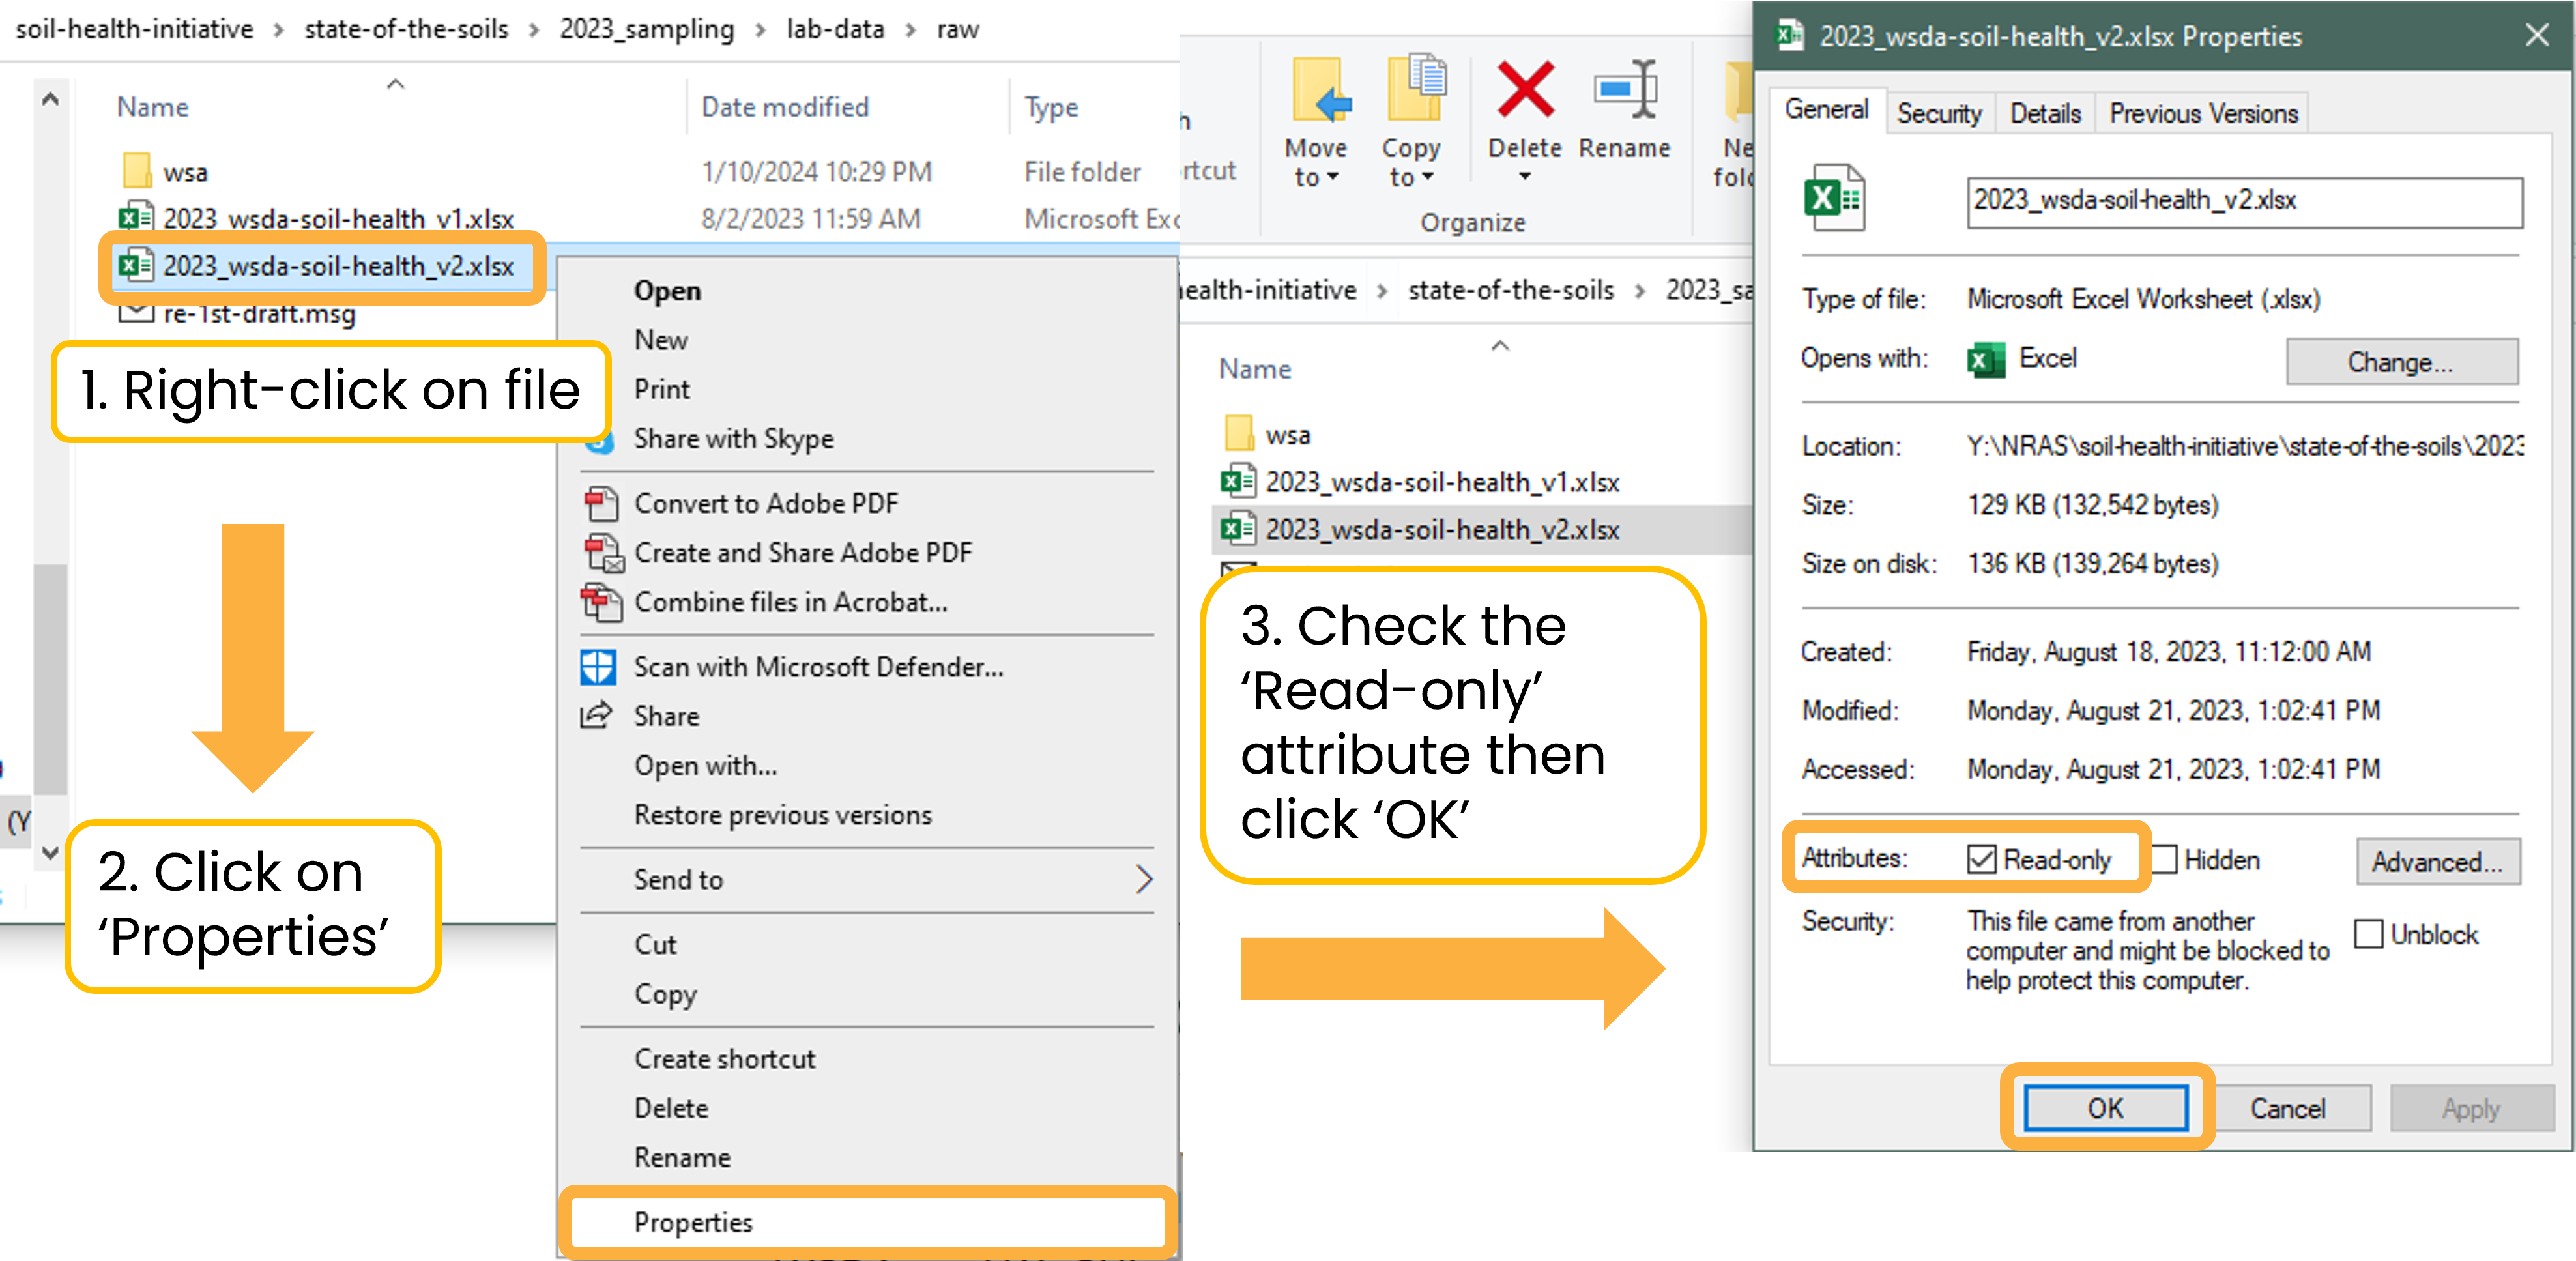 soil-health-initiative > state-of-the-soils > 2023_sampling > lab-data > raw
Name Date modified Type
wsa 1/10/2024 10:29 PM File folder
2023_wsda-soil-health_v1.xlsx 8/2/2023 11:59 AM Microsoft Exc
2023_wsda-soil-health_v2.xlsx
re-1st-draft.msg
1. Right-click on file
(Y
2. Click on
‘Properties’
Open
New
Print
Share with Skype
Convert to Adobe PDF
Create and Share Adobe PDF
Combine files in Acrobat...
Scan with Microsoft Defender...
Share
Open with...
Restore previous versions
Send to
Cut
Copy
Create shortcut
Delete
Rename
Properties
Move
to
Copy
to
Delete
Rename
Ne
fold
h
rtcut
Organize
ealth-initiative > state-of-the-soils > 2023_sa
Name
wsa
2023_wsda-soil-health_v1.xlsx
2023_wsda-soil-health_v2.xlsx
3. Check the
‘Read-only’
attribute then
click ‘OK’
2023_wsda-soil-health_v2.xlsx Properties
General Security Details Previous Versions
2023_wsda-soil-health_v2.xlsx
Type of file: Microsoft Excel Worksheet (.xlsx)
Opens with: Excel Change...
Location: Y:\NRAS\soil-health-initiative\state-of-the-soils\2023
Size: 129 KB (132,542 bytes)
Size on disk: 136 KB (139,264 bytes)
Created: Friday, August 18, 2023, 11:12:00 AM
Modified: Monday, August 21, 2023, 1:02:41 PM
Accessed: Monday, August 21, 2023, 1:02:41 PM
Attributes: Read-only Hidden Advanced...
Security: This file came from another
computer and might be blocked to
help protect this computer.
Unblock
OK Cancel Apply